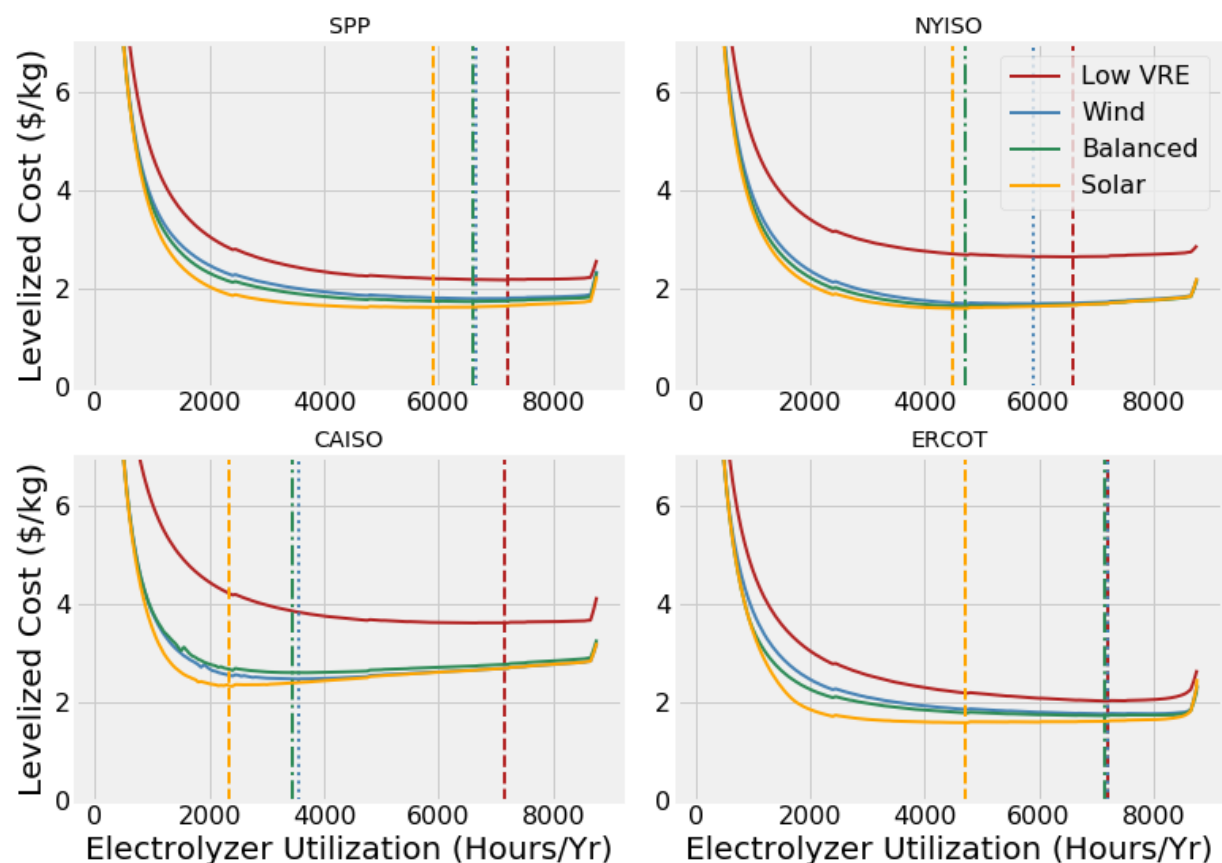 SPP
NYISO
Levelized Cost ($/kg)
6
4
2
0
0 2000 4000 6000 8000
6
4
2
0
0 2000 4000 6000 8000
Low VRE
Wind
Balanced
Solar
CAISO
ERCOT
Levelized Cost ($/kg)
6
4
2
0
0 2000 4000 6000 8000
Electrolyzer Utilization (Hours/Yr)
6
4
2
0
0 2000 4000 6000 8000
Electrolyzer Utilization (Hours/Yr)